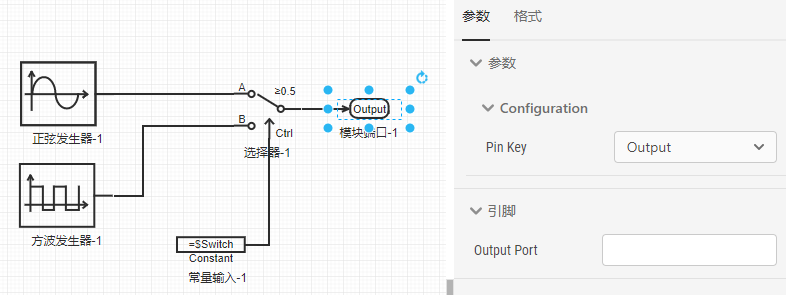 参数
格式
参数
Configuration
Pin Key
Output
引脚
Output Port
A
≥0.5
Output
B
Ctrl
正弦发生器-1
选择器-1
模块端口-1
方波发生器-1
=$Switch
Constant
常量输入-1